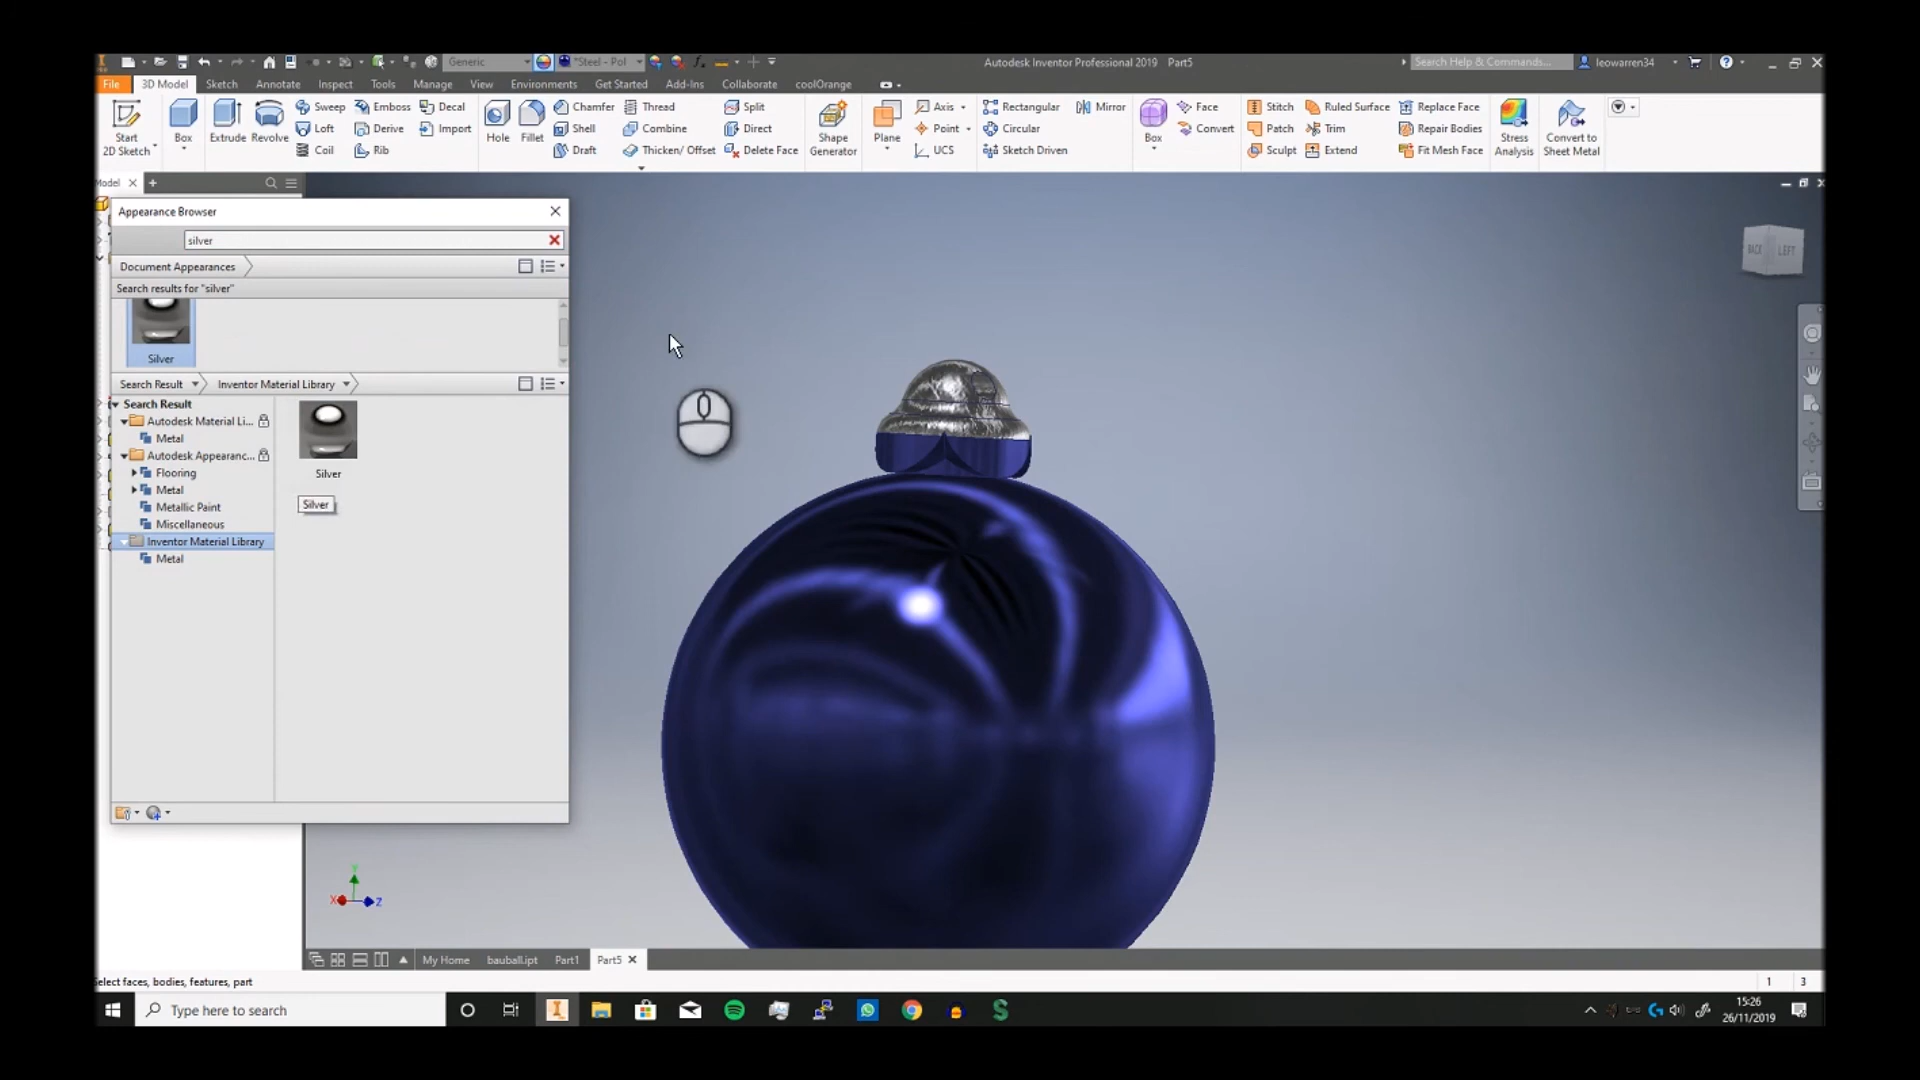 Generic
*Steel - Pol
Autodesk Inventor Professional 2019 Part5
Search Help & Commands...
leowarren34
File 3D Model Sketch Annotate Inspect Tools Manage View Environments Get Started Add-Ins Collaborate coolOrange
Start
2D Sketch
Box
Extrude
Revolve
Sweep
Emboss
Decal
Loft
Derive
Import
Coil
Rib
Hole
Fillet
Chamfer
Thread
Split
Shell
Combine
Direct
Draft
Thicken/ Offset
Delete Face
Shape
Generator
Plane
Axis
Point
UCS
Rectangular
Mirror
Circular
Sketch Driven
Box
Face
Convert
Stitch
Ruled Surface
Replace Face
Patch
Trim
Repair Bodies
Sculpt
Extend
Fit Mesh Face
Stress
Analysis
Convert to
Sheet Metal
Model
Appearance Browser
silver
Document Appearances
Search results for "silver"
Silver
Search Result
Inventor Material Library
Search Result
Autodesk Material Li...
Metal
Autodesk Appearanc...
Flooring
Metal
Metallic Paint
Miscellaneous
Inventor Material Library
Metal
Silver
Silver
BACK
LEFT
Y
X
Z
My Home bauball.ipt Part1 Part5
Select faces, bodies, features, part
1 3
Type here to search
15:26
26/11/2019